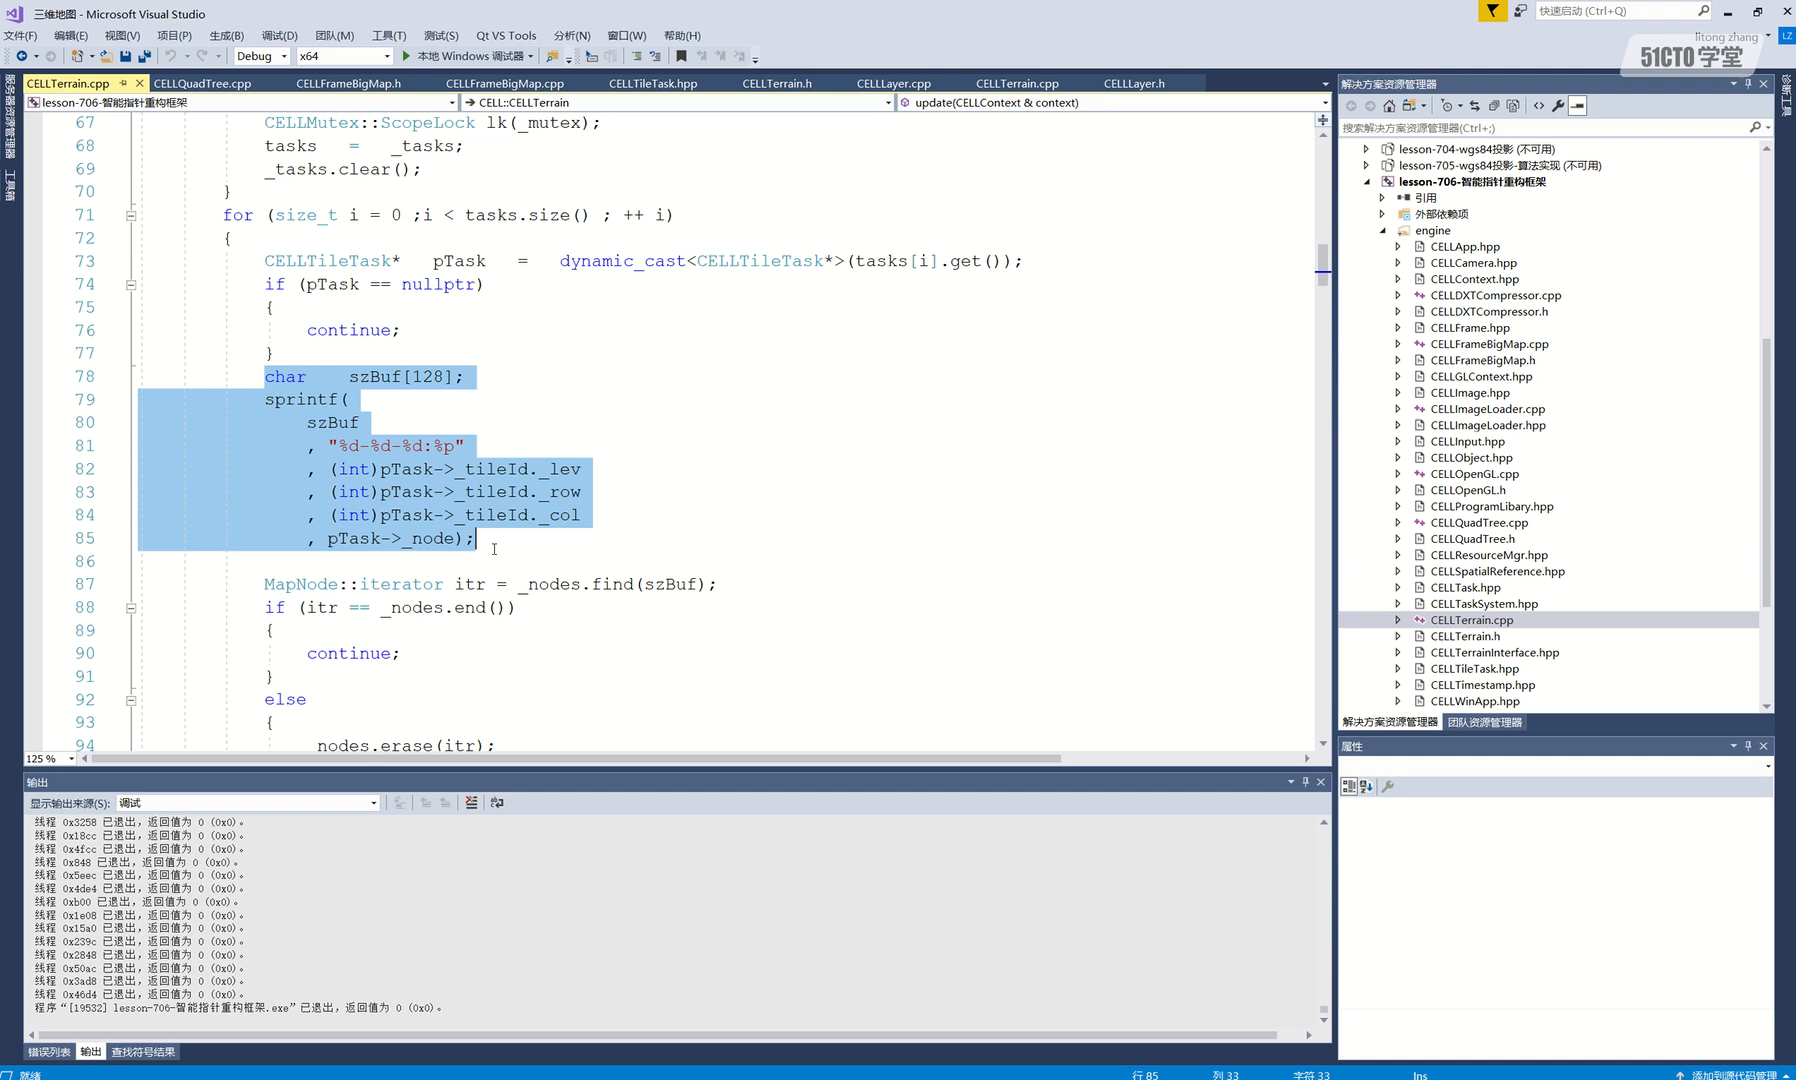 三维地图 - Microsoft Visual Studio
快速启动 (Ctrl+Q)
文件(F) 编辑(E) 视图(V) 项目(P) 生成(B) 调试(D) 团队(M) 工具(T) 测试(S) Qt VS Tools 分析(N) 窗口(W) 帮助(H)
litong zhang
LZ
51CTO学堂
Debug x64 本地 Windows 调试器
服务器资源管理器
工具箱
诊断工具
CELLTerrain.cpp CELLQuadTree.cpp CELLFrameBigMap.h CELLFrameBigMap.cpp CELLTileTask.hpp CELLTerrain.h CELLayer.cpp CELLTerrain.cpp CELLLayer.h
lesson-706-智能指针重构框架 CELL::CELLTerrain update(CELLContext & context)
67 CELLMutex::ScopeLock lk(_mutex);
68 tasks = _tasks;
69 _tasks.clear();
70 }
71 for (size_t i = 0 ;i < tasks.size() ; ++ i)
72 {
73 CELLTileTask* pTask = dynamic_cast<CELLTileTask*>(tasks[i].get());
74 if (pTask == nullptr)
75 {
76 continue;
77 }
78 char szBuf[128];
79 sprintf(
80 szBuf
81 , "%d-%d-%d:%p"
82 , (int)pTask->_tileId._lev
83 , (int)pTask->_tileId._row
84 , (int)pTask->_tileId._col
85 , pTask->_node);
86
87 MapNode::iterator itr = _nodes.find(szBuf);
88 if (itr == _nodes.end())
89 {
90 continue;
91 }
92 else
93 {
94 _nodes.erase(itr);
125 %
输出
显示输出来源(S): 调试
线程 0x3258 已退出，返回值为 0 (0x0)。
线程 0x18cc 已退出，返回值为 0 (0x0)。
线程 0x4fcc 已退出，返回值为 0 (0x0)。
线程 0x848 已退出，返回值为 0 (0x0)。
线程 0x5eec 已退出，返回值为 0 (0x0)。
线程 0x4de4 已退出，返回值为 0 (0x0)。
线程 0xb00 已退出，返回值为 0 (0x0)。
线程 0x1e08 已退出，返回值为 0 (0x0)。
线程 0x15a0 已退出，返回值为 0 (0x0)。
线程 0x239c 已退出，返回值为 0 (0x0)。
线程 0x2848 已退出，返回值为 0 (0x0)。
线程 0x50ac 已退出，返回值为 0 (0x0)。
线程 0x3ad8 已退出，返回值为 0 (0x0)。
线程 0x46d4 已退出，返回值为 0 (0x0)。
程序“[19532] lesson-706-智能指针重构框架.exe”已退出，返回值为 0 (0x0)。
错误列表 输出 查找符号结果
解决方案资源管理器
搜索解决方案资源管理器(Ctrl+;)
lesson-704-wgs84投影 (不可用)
lesson-705-wgs84投影-算法实现 (不可用)
lesson-706-智能指针重构框架
引用
外部依赖项
engine
CELLApp.hpp
CELLCamera.hpp
CELLContext.hpp
CELLDXTCompressor.cpp
CELLDXTCompressor.h
CELLFrame.hpp
CELLFrameBigMap.cpp
CELLFrameBigMap.h
CELLGLContext.hpp
CELLImage.hpp
CELLImageLoader.cpp
CELLImageLoader.hpp
CELLInput.hpp
CELLObject.hpp
CELLOpenGL.cpp
CELLOpenGL.h
CELLProgramLibary.hpp
CELLQuadTree.cpp
CELLQuadTree.h
CELLResourceMgr.hpp
CELLSpatialReference.hpp
CELLTask.hpp
CELLTaskSystem.hpp
CELLTerrain.cpp
CELLTerrain.h
CELLTerrainInterface.hpp
CELLTileTask.hpp
CELLTimestamp.hpp
CELLWinApp.hpp
解决方案资源管理器 团队资源管理器
属性
就绪 行 85 列 33 字符 33 Ins 添加到源代码管理